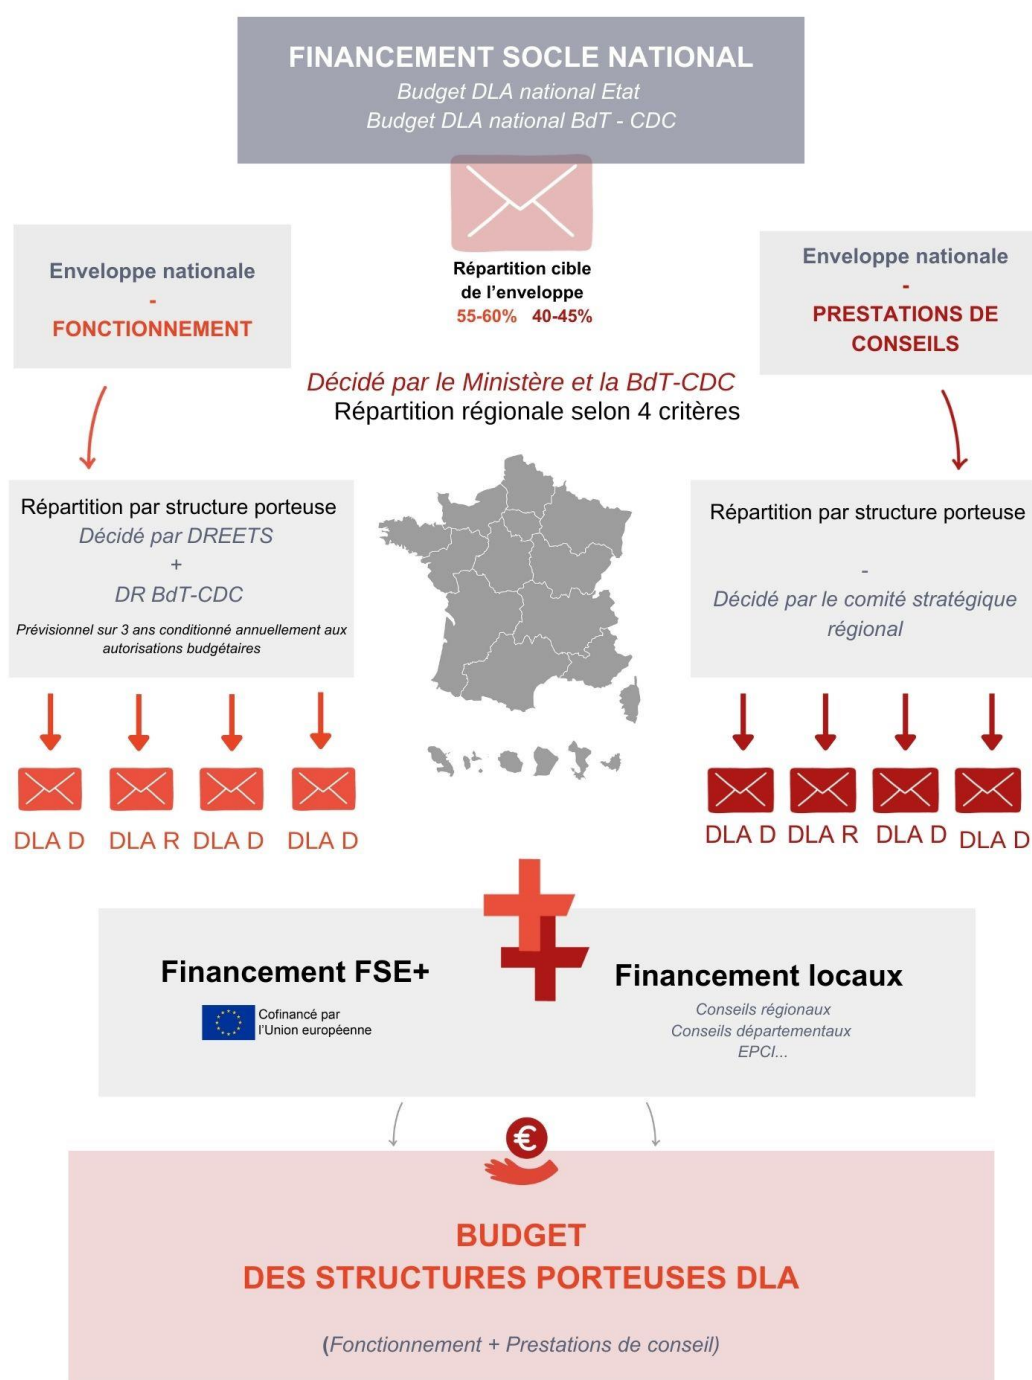 FINANCEMENT SOCLE NATIONAL
Budget DLA national Etat
Budget DLA national BdT - CDC
Enveloppe nationale
-
FONCTIONNEMENT
Répartition cible
de l'enveloppe
55-60% 40-45%
Enveloppe nationale
-
PRESTATIONS DE
CONSEILS
Décidé par le Ministère et la BdT-CDC
Répartition régionale selon 4 critères
Répartition par structure porteuse
Décidé par DREETS
+
DR BdT-CDC
Prévisionnel sur 3 ans conditionné annuellement aux
autorisations budgétaires
Répartition par structure porteuse
-
Décidé par le comité stratégique
régional
DLA D DLA R DLA D DLA D
DLA D DLA R DLA D DLA D
Financement FSE+
Cofinancé par
l'Union européenne
Financement locaux
Conseils régionaux
Conseils départementaux
EPCI...
€
BUDGET
DES STRUCTURES PORTEUSES DLA
(Fonctionnement + Prestations de conseil)